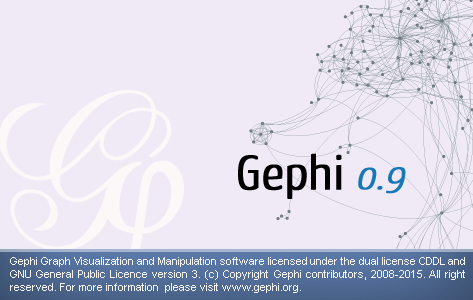 Gephi 0.9
Gephi Graph Visualization and Manipulation software licensed under the dual license CDDL and
GNU General Public Licence version 3. (c) Copyright Gephi contributors, 2008-2015. All right
reserved. For more information please visit www.gephi.org.